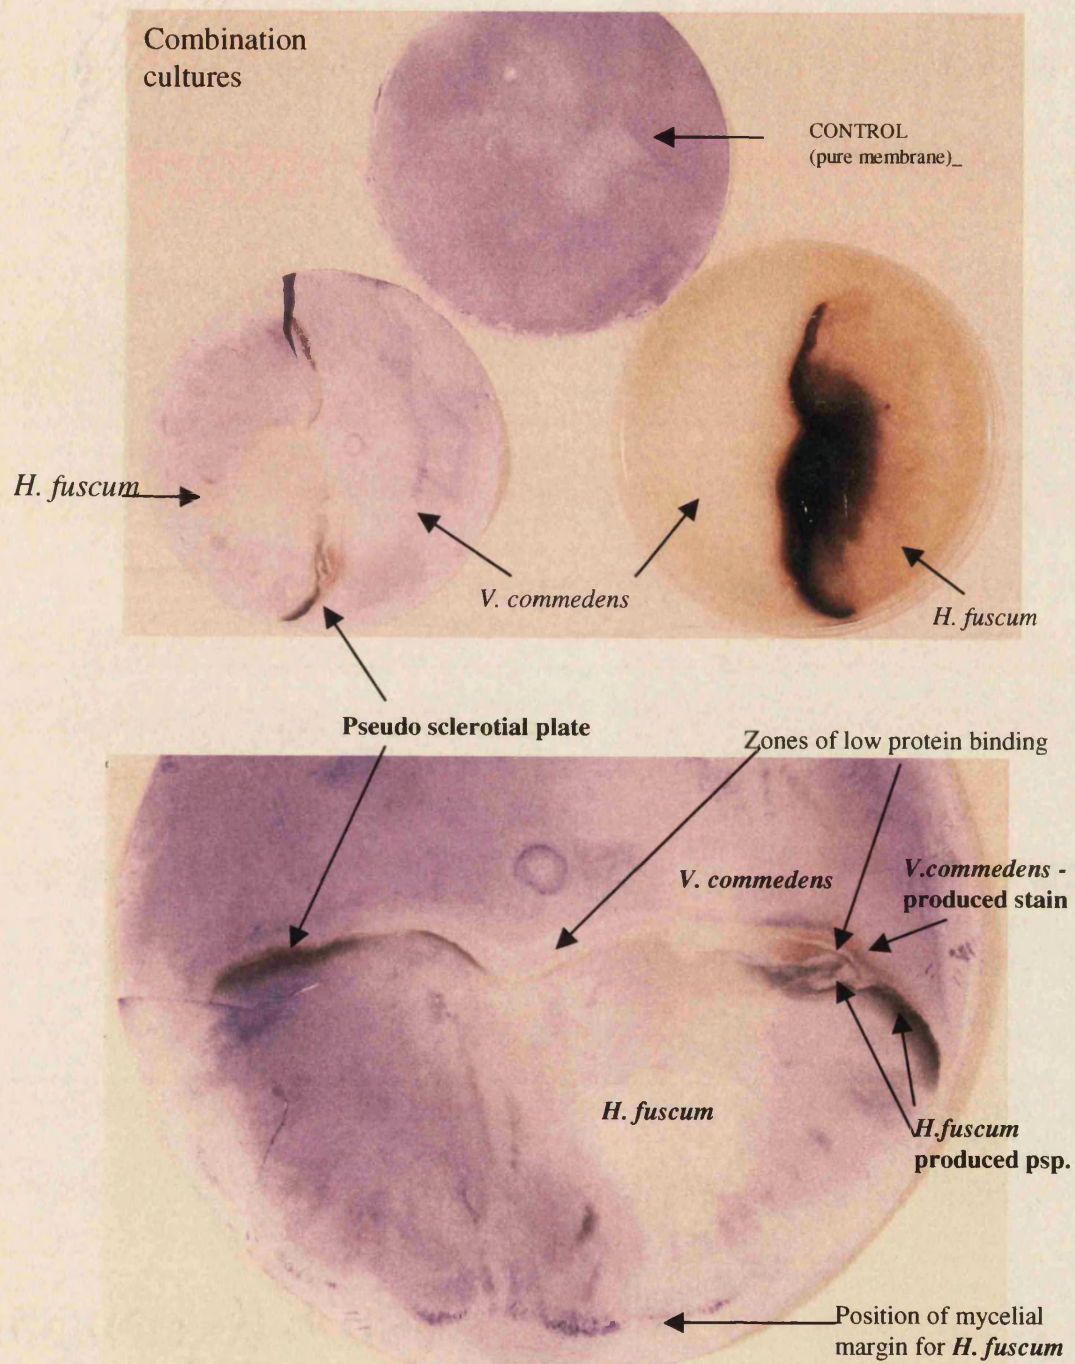 Combination
cultures
CONTROL
(pure membrane)_
H. fuscum
V. commedens
H. fuscum
Pseudo sclerotial plate
Zones of low protein binding
V. commedens
V.commedens -
produced stain
H. fuscum
H.fuscum
produced psp.
Position of mycelial
margin for H. fuscum